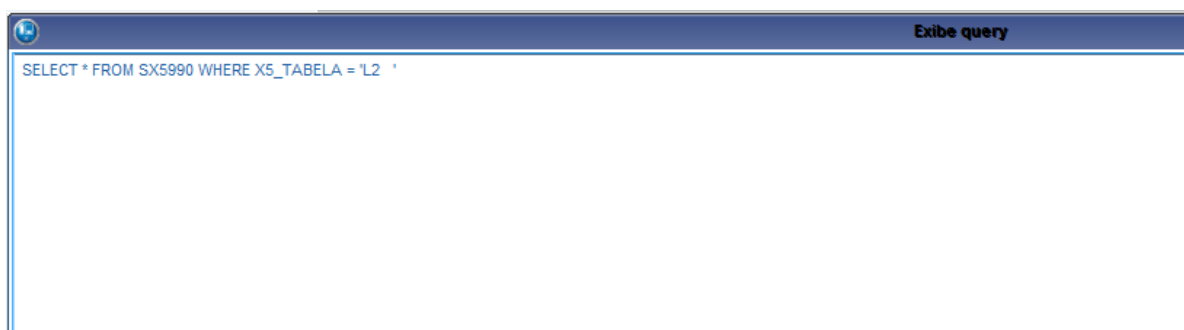 Exibe query
SELECT * FROM SX5990 WHERE X5_TABELA = 'L2   '